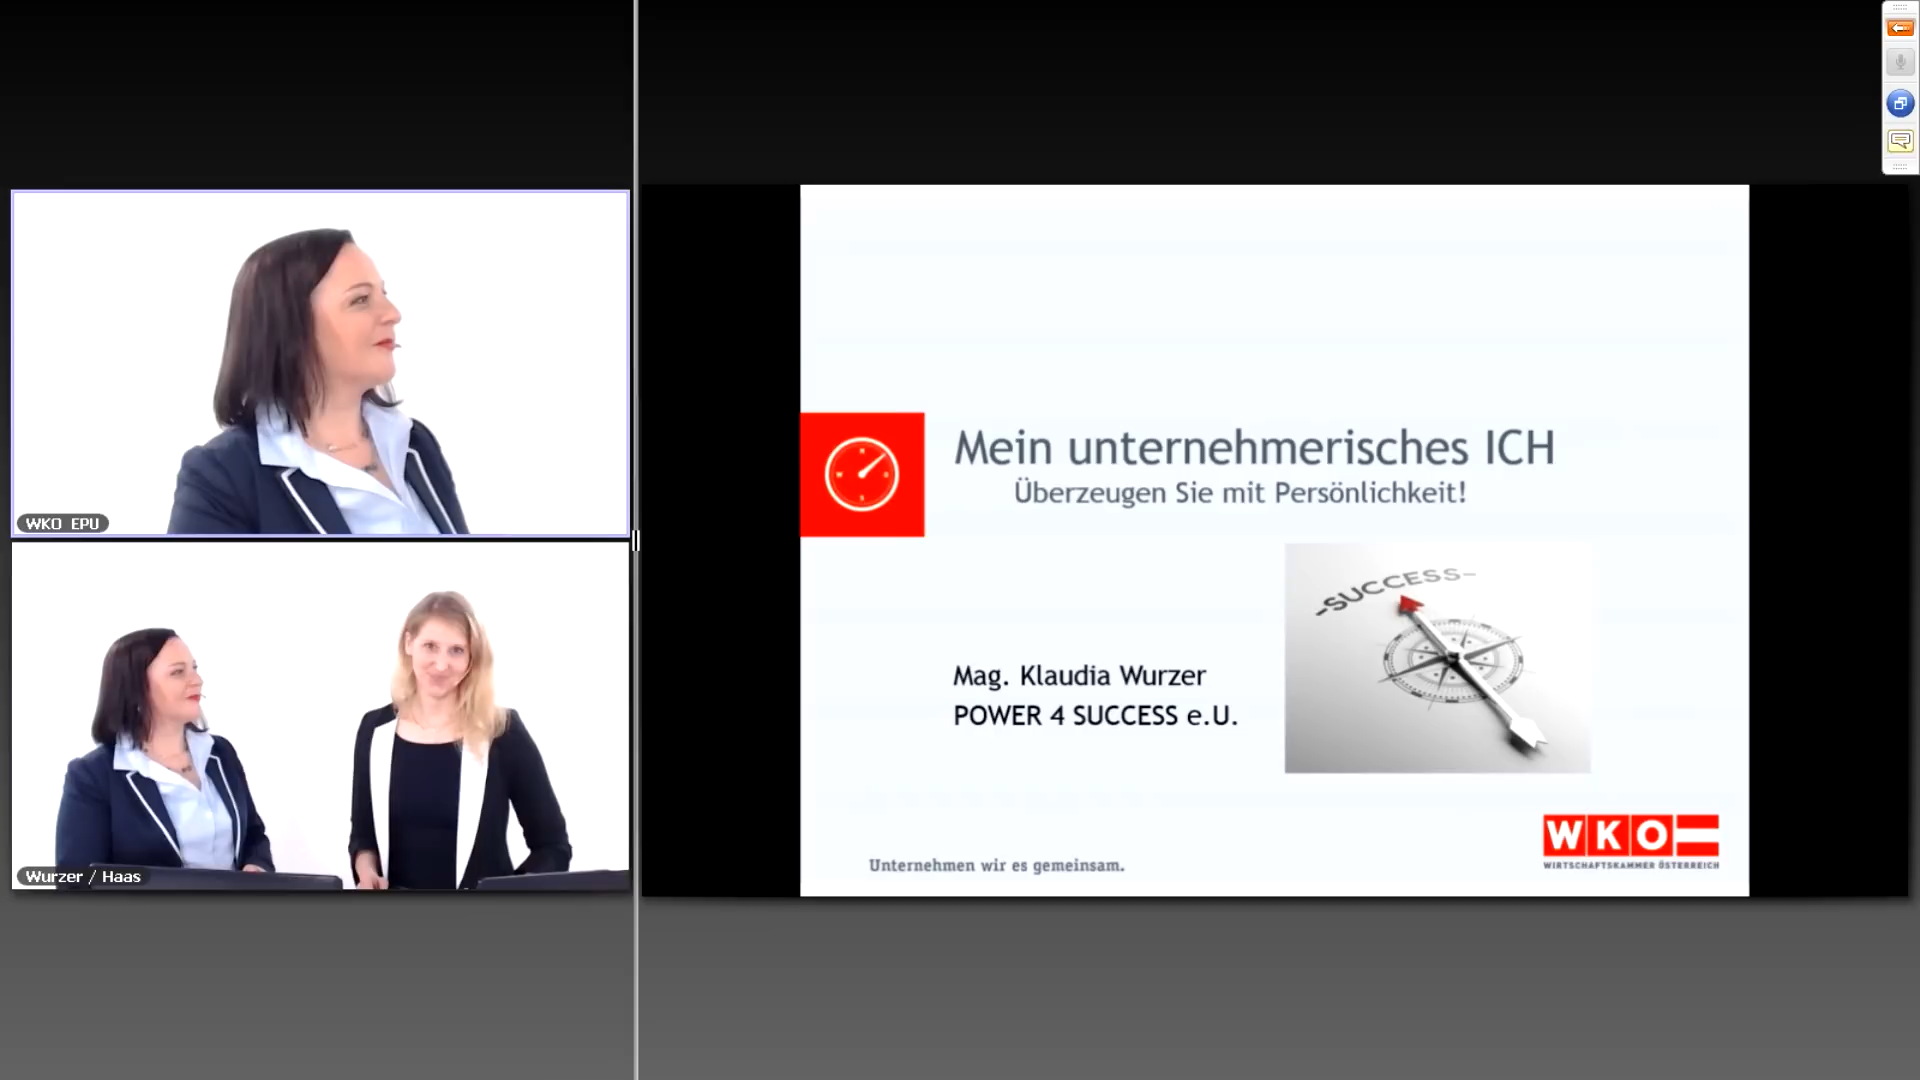 WKO EPU
Wurzer / Haas
Mein unternehmerisches ICH
Überzeugen Sie mit Persönlichkeit!
-SUCCESS-
Mag. Klaudia Wurzer
POWER 4 SUCCESS e.U.
Unternehmen wir es gemeinsam.
WKO
WIRTSCHAFTSKAMMER ÖSTERREICH